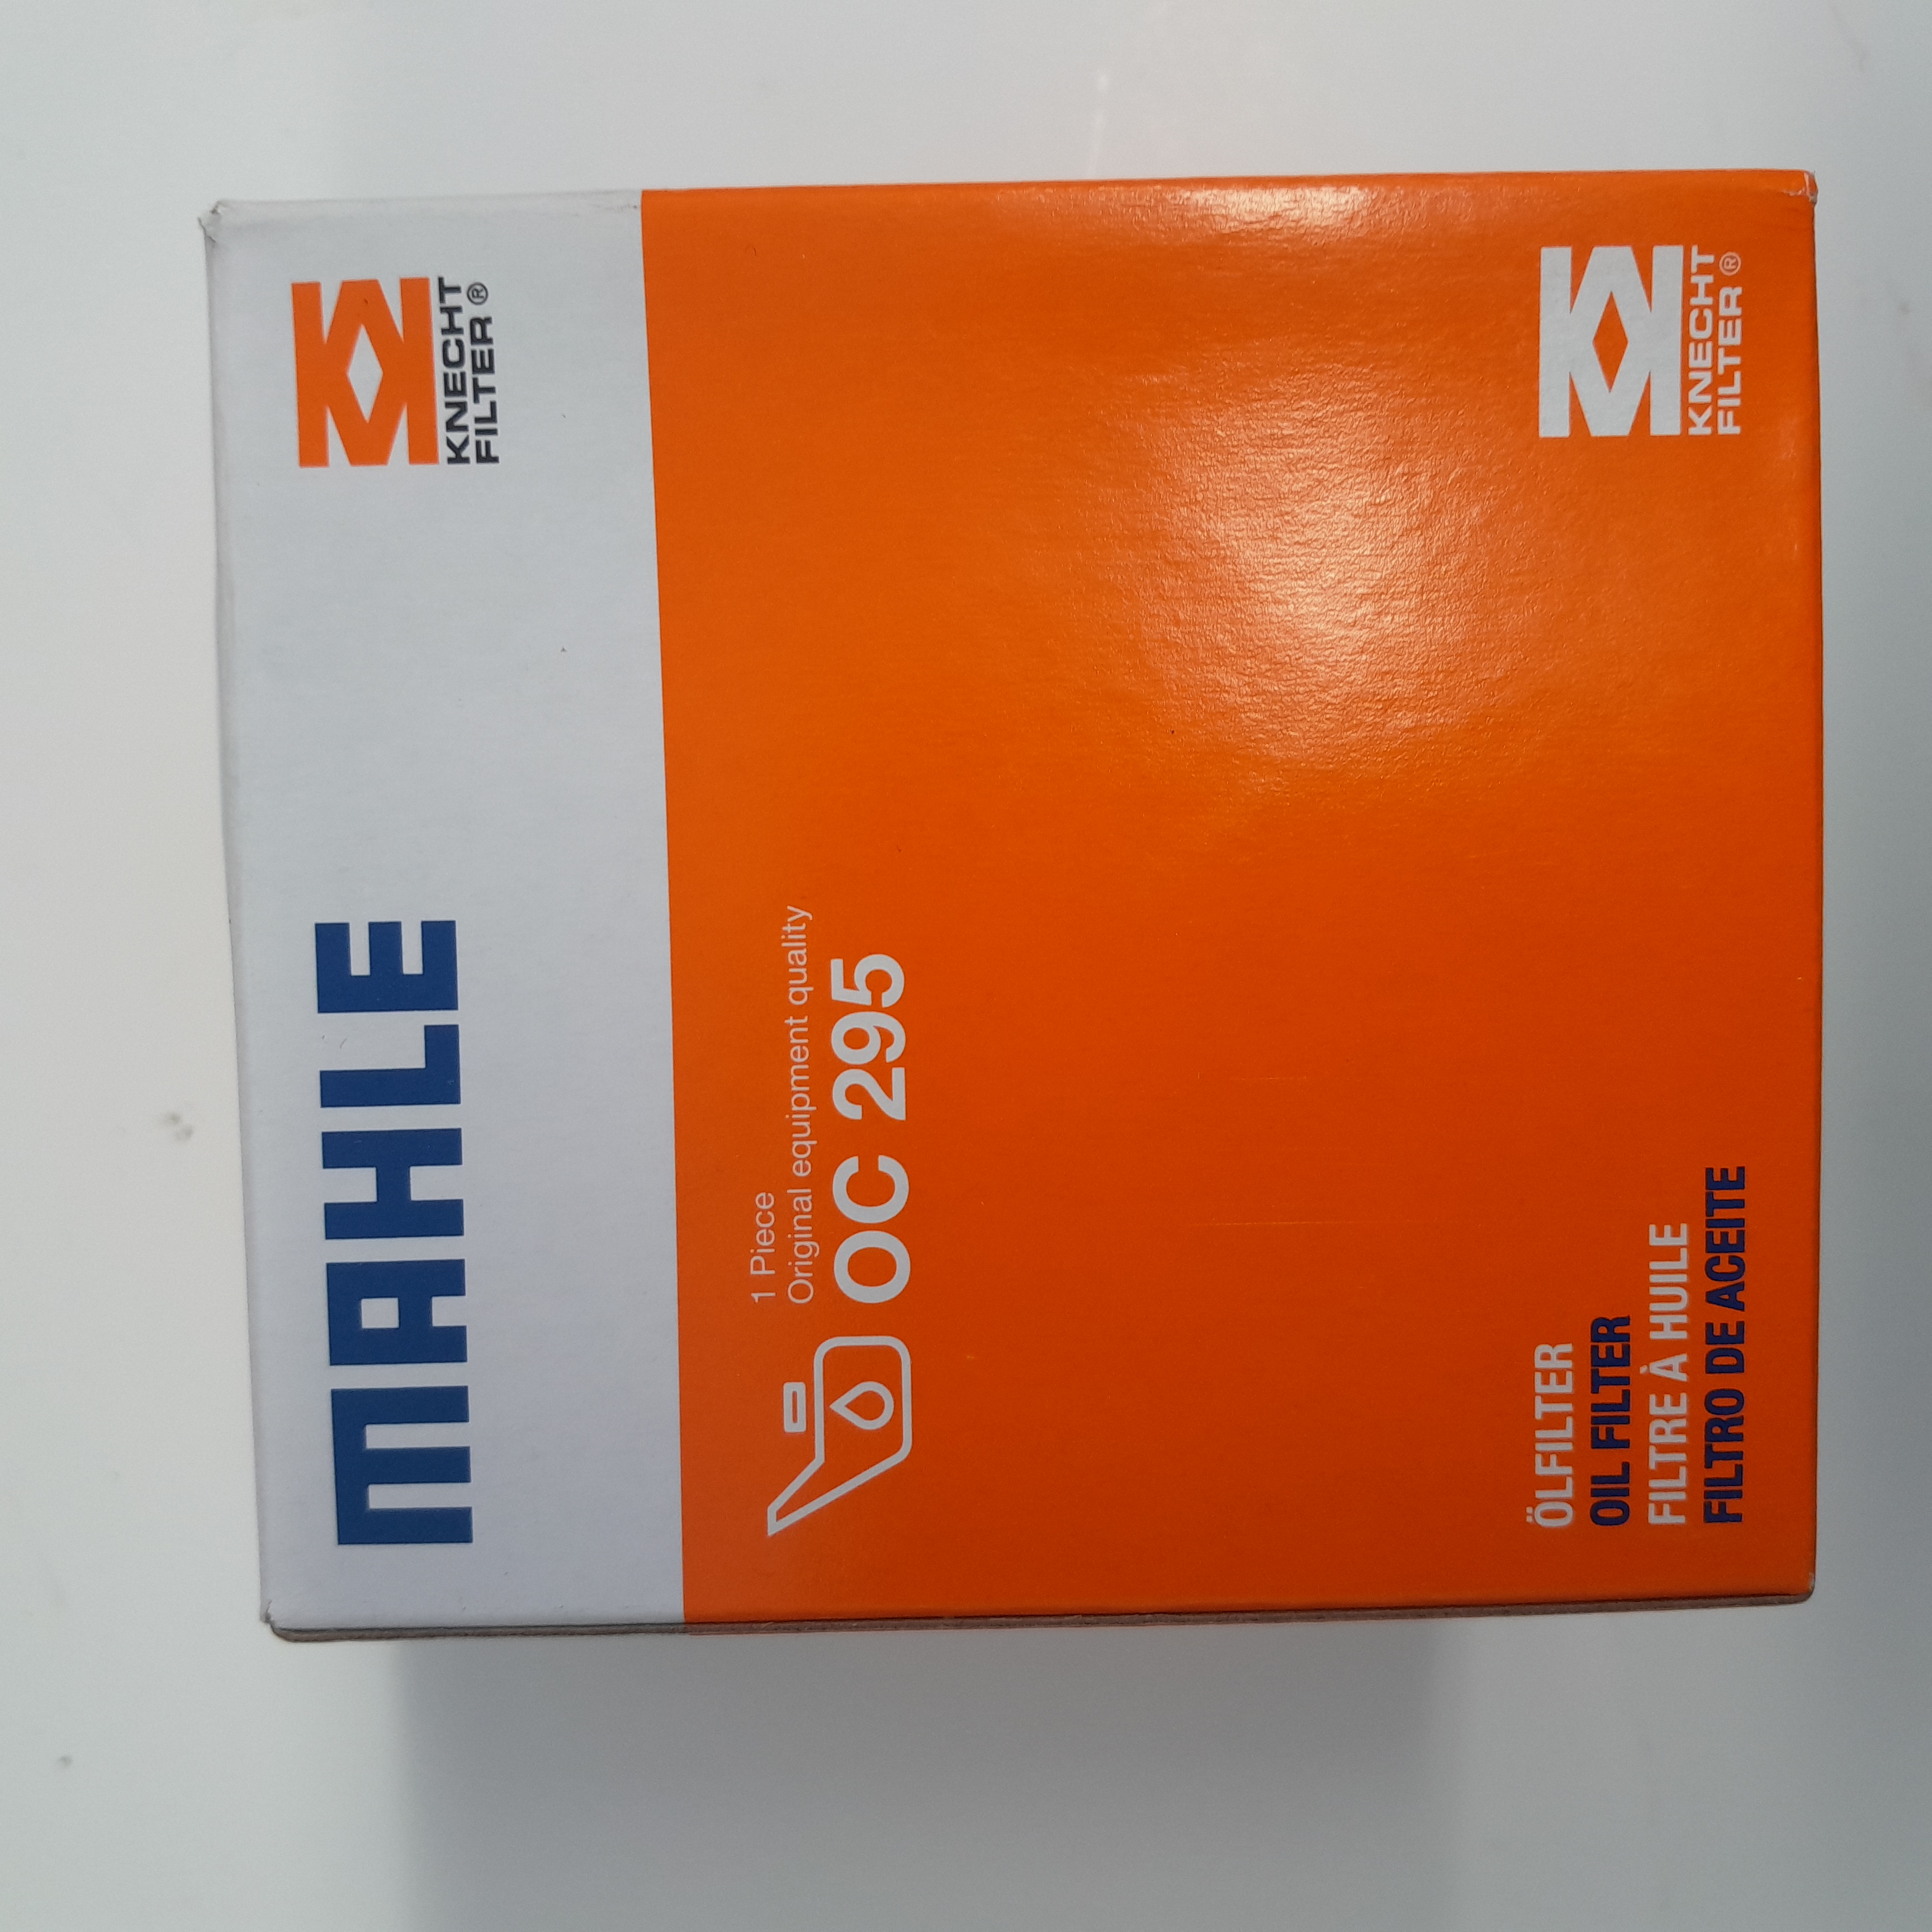 MAHLE
KNECHT
FILTER®
1 Piece
Original equipment quality
OC 295
ÖLFILTER
OIL FILTER
FILTRE À HUILE
FILTRO DE ACEITE
KNECHT
FILTER®